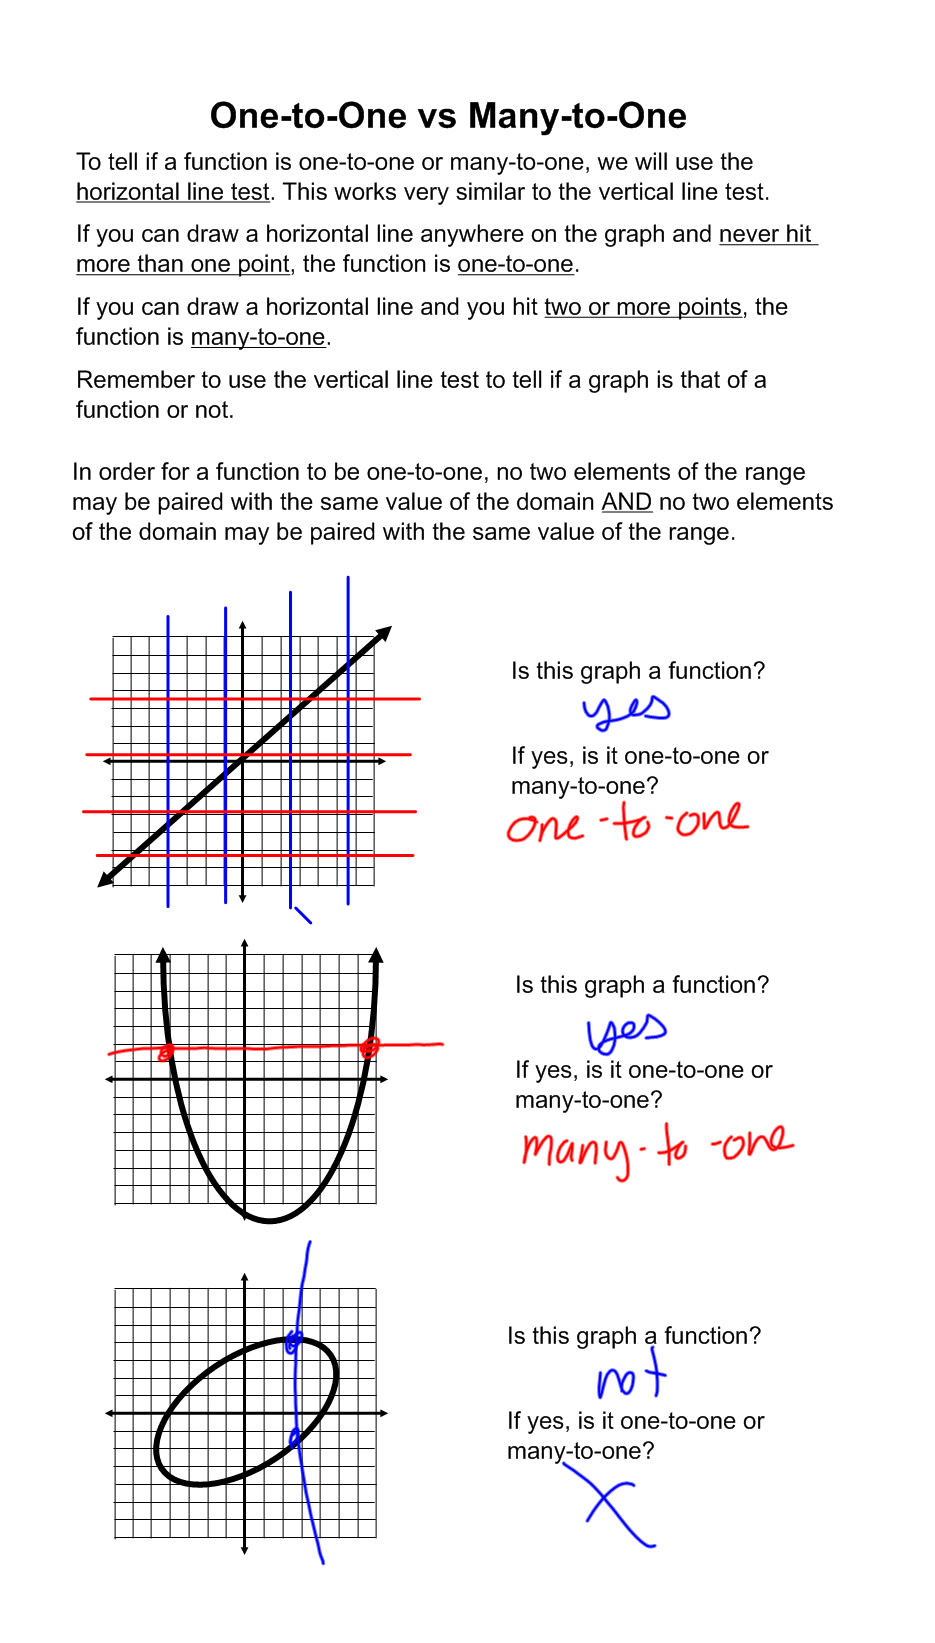 One-to-One vs Many-to-One
To tell if a function is one-to-one or many-to-one, we will use the
horizontal line test. This works very similar to the vertical line test.
If you can draw a horizontal line anywhere on the graph and never hit
more than one point, the function is one-to-one.
If you can draw a horizontal line and you hit two or more points, the
function is many-to-one.
Remember to use the vertical line test to tell if a graph is that of a
function or not.
In order for a function to be one-to-one, no two elements of the range
may be paired with the same value of the domain AND no two elements
of the domain may be paired with the same value of the range.
Is this graph a function?
yes
If yes, is it one-to-one or
many-to-one?
one-to-one
Is this graph a function?
yes
If yes, is it one-to-one or
many-to-one?
many-to-one
Is this graph a function?
not
If yes, is it one-to-one or
many-to-one?